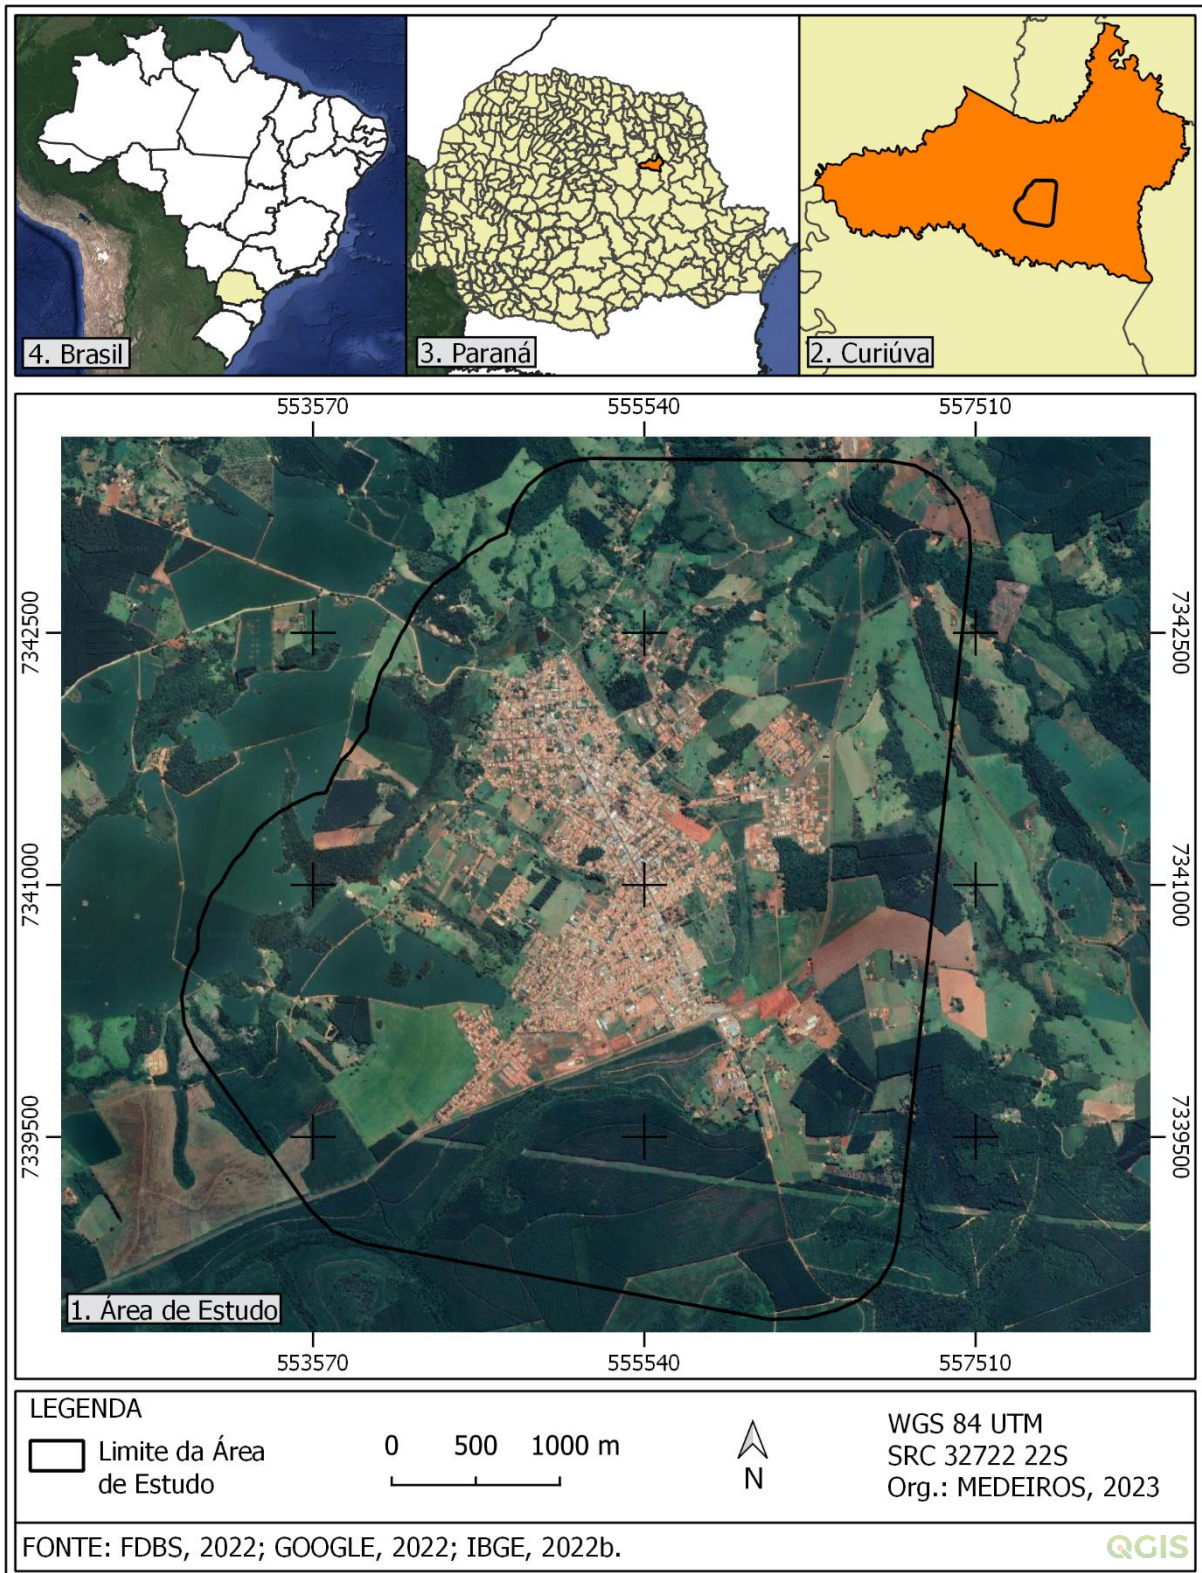 4. Brasil
3. Paraná
2. Curiúva
553570
555540
557510
7342500
7342500
7341000
7341000
7339500
7339500
1. Área de Estudo
553570
555540
557510
LEGENDA
Limite da Área
de Estudo
0 500 1000 m
N
WGS 84 UTM
SRC 32722 22S
Org.: MEDEIROS, 2023
FONTE: FDBS, 2022; GOOGLE, 2022; IBGE, 2022b.
QGIS